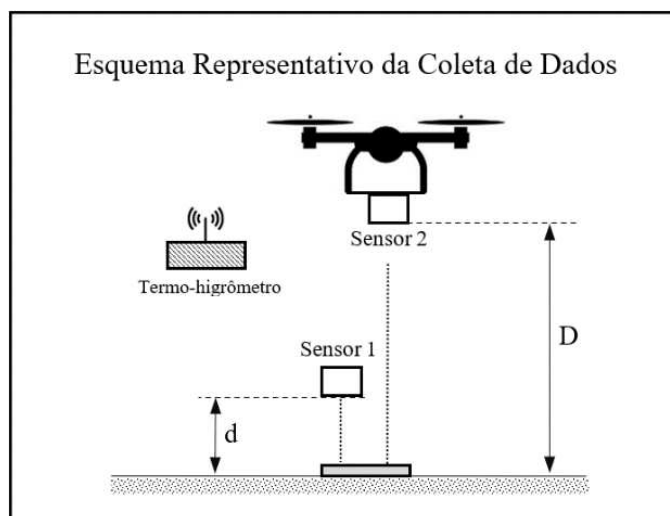 Esquema Representativo da Coleta de Dados
Sensor 2
Termo-higrômetro
Sensor 1
D
d